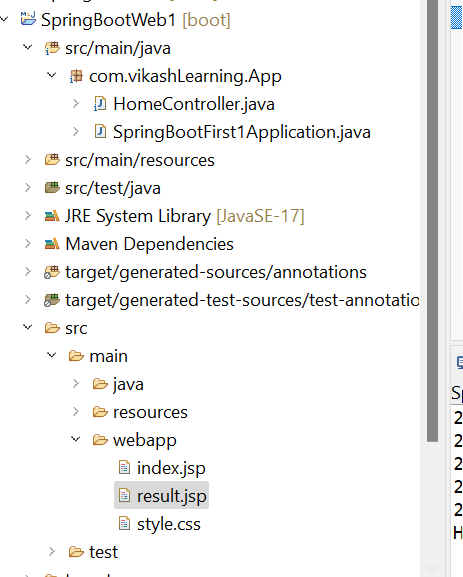 SpringBootWeb1 [boot]
src/main/java
com.vikashLearning.App
HomeController.java
SpringBootFirst1Application.java
src/main/resources
src/test/java
JRE System Library [JavaSE-17]
Maven Dependencies
target/generated-sources/annotations
target/generated-test-sources/test-annotatio
src
main
java
resources
webapp
index.jsp
result.jsp
style.css
test
Sp
2
2
2
2
2
H